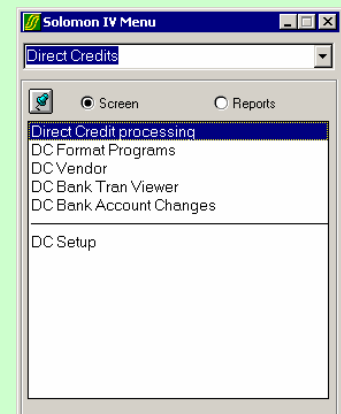 Solomon IV Menu
Direct Credits
Screen Reports
Direct Credit processing
DC Format Programs
DC Vendor
DC Bank Tran Viewer
DC Bank Account Changes
DC Setup